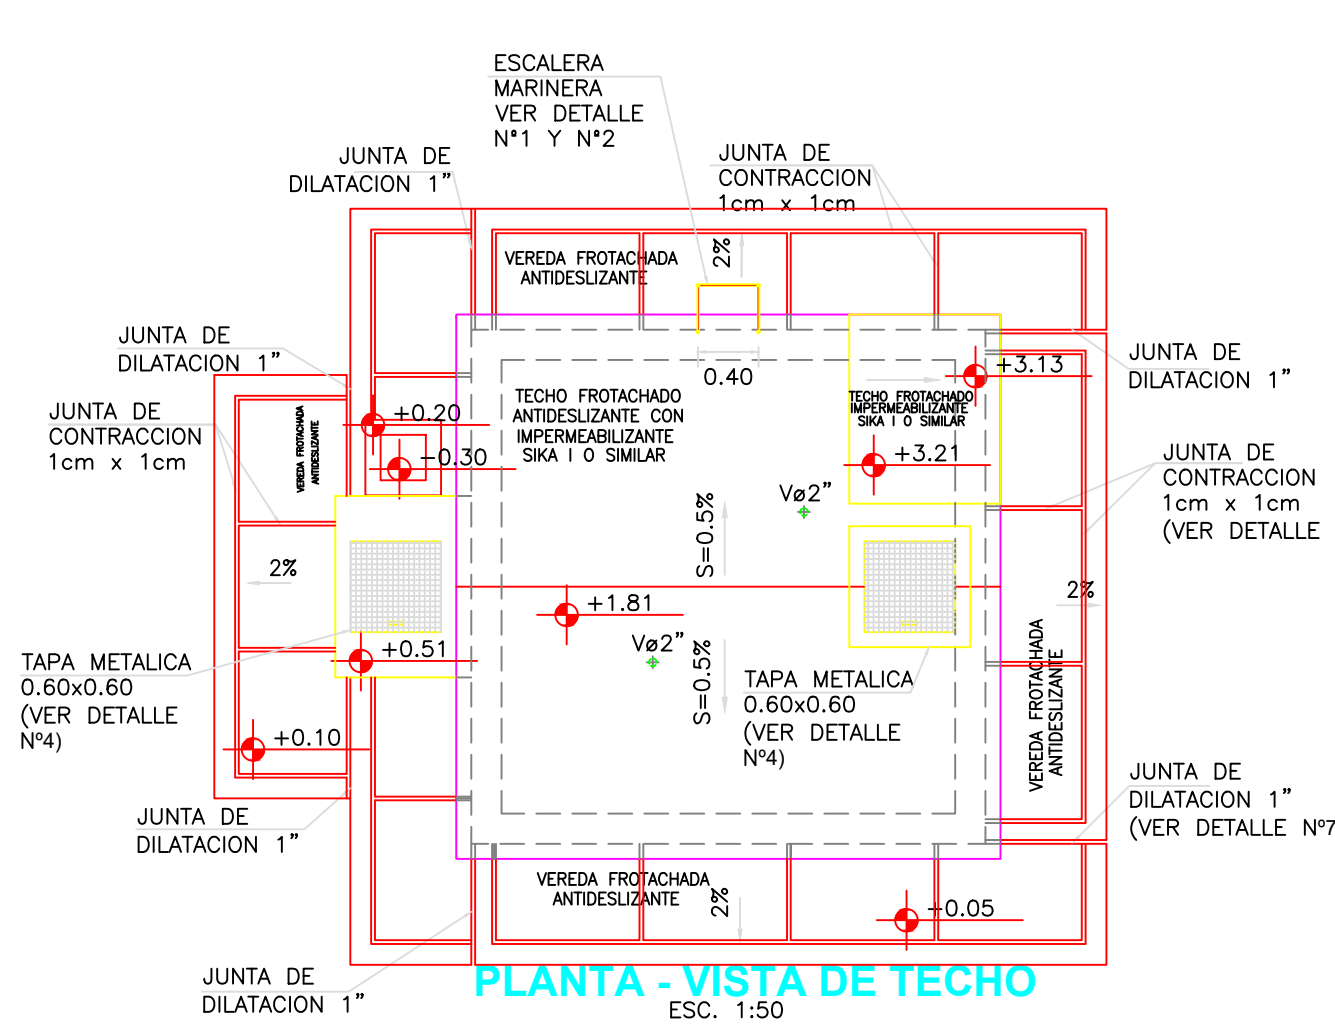 ESCALERA
MARINERA
VER DETALLE
N°1 Y N°2
JUNTA DE
DILATACION 1"
JUNTA DE
CONTRACCION
1cm x 1cm
VEREDA FROTACHADA
ANTIDESLIZANTE
2%
JUNTA DE
DILATACION 1"
JUNTA DE
DILATACION 1"
0.40
+3.13
TECHO FROTACHADO
ANTIDESLIZANTE CON
IMPERMEABILIZANTE
SIKA I O SIMILAR
TECHO FROTACHADO
IMPERMEABILIZANTE
SIKA I O SIMILAR
JUNTA DE
CONTRACCION
1cm x 1cm
VEREDA FROTACHADA
ANTIDESLIZANTE
+0.20
-0.30
+3.21
JUNTA DE
CONTRACCION
1cm x 1cm
(VER DETALLE
Vø2"
S=0.5%
2%
2%
+1.81
Vø2"
S=0.5%
+0.51
TAPA METALICA
0.60x0.60
(VER DETALLE
Nº4)
TAPA METALICA
0.60x0.60
(VER DETALLE
Nº4)
VEREDA FROTACHADA
ANTIDESLIZANTE
+0.10
JUNTA DE
DILATACION 1"
JUNTA DE
DILATACION 1"
(VER DETALLE Nº7
VEREDA FROTACHADA
ANTIDESLIZANTE
2%
+0.05
JUNTA DE
DILATACION 1"
PLANTA - VISTA DE TECHO
ESC. 1:50